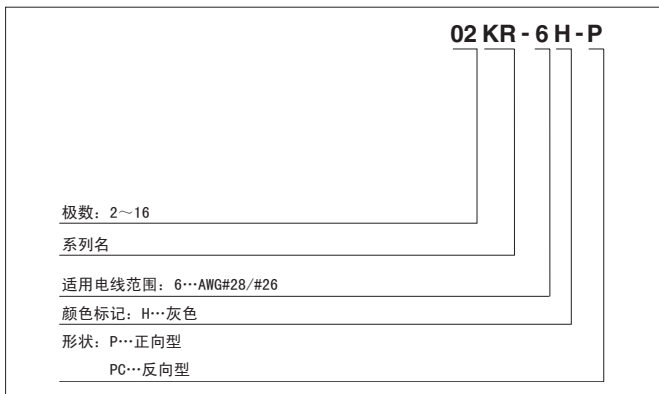 02 KR - 6 H - P
极数：2～16
系列名
适用电线范围：6…AWG#28/#26
颜色标记：H…灰色
形状：P…正向型
PC…反向型